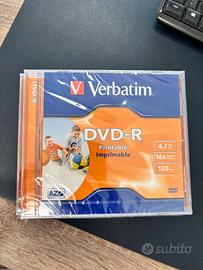 Verbatim
DVD-R
Printable
Imprimable
4.7
16x
120
AZO
DVD-R
subito